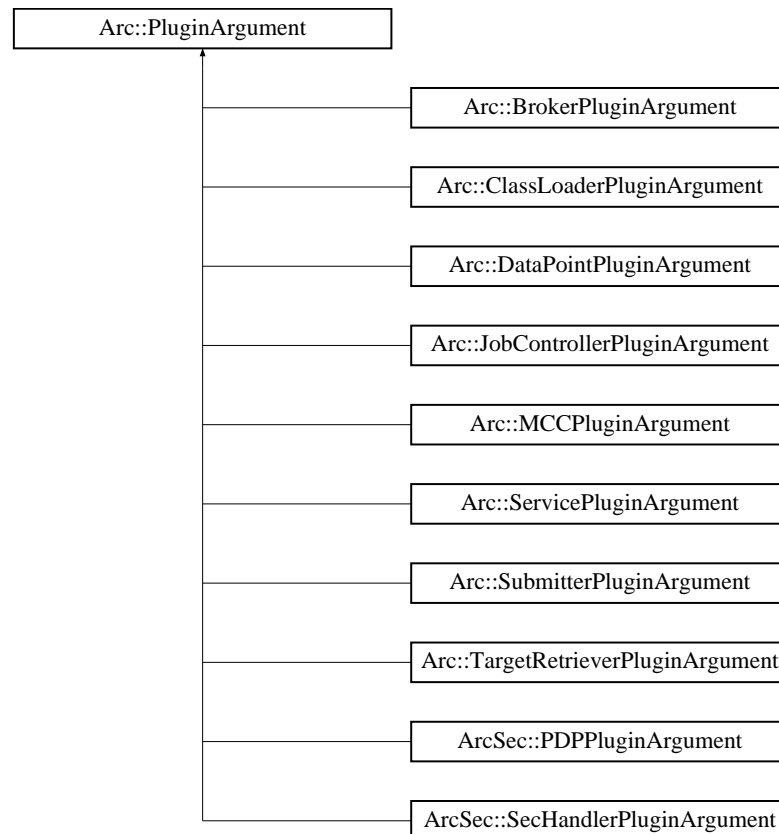 Arc::PluginArgument
Arc::BrokerPluginArgument
Arc::ClassLoaderPluginArgument
Arc::DataPointPluginArgument
Arc::JobControllerPluginArgument
Arc::MCCPluginArgument
Arc::ServicePluginArgument
Arc::SubmitterPluginArgument
Arc::TargetRetrieverPluginArgument
ArcSec::PDPPluginArgument
ArcSec::SecHandlerPluginArgument